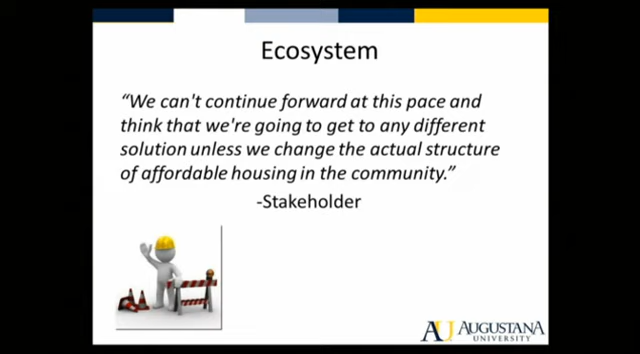 Ecosystem
“We can't continue forward at this pace and
think that we're going to get to any different
solution unless we change the actual structure
of affordable housing in the community.”
-Stakeholder
AU AUGUSTANA
UNIVERSITY